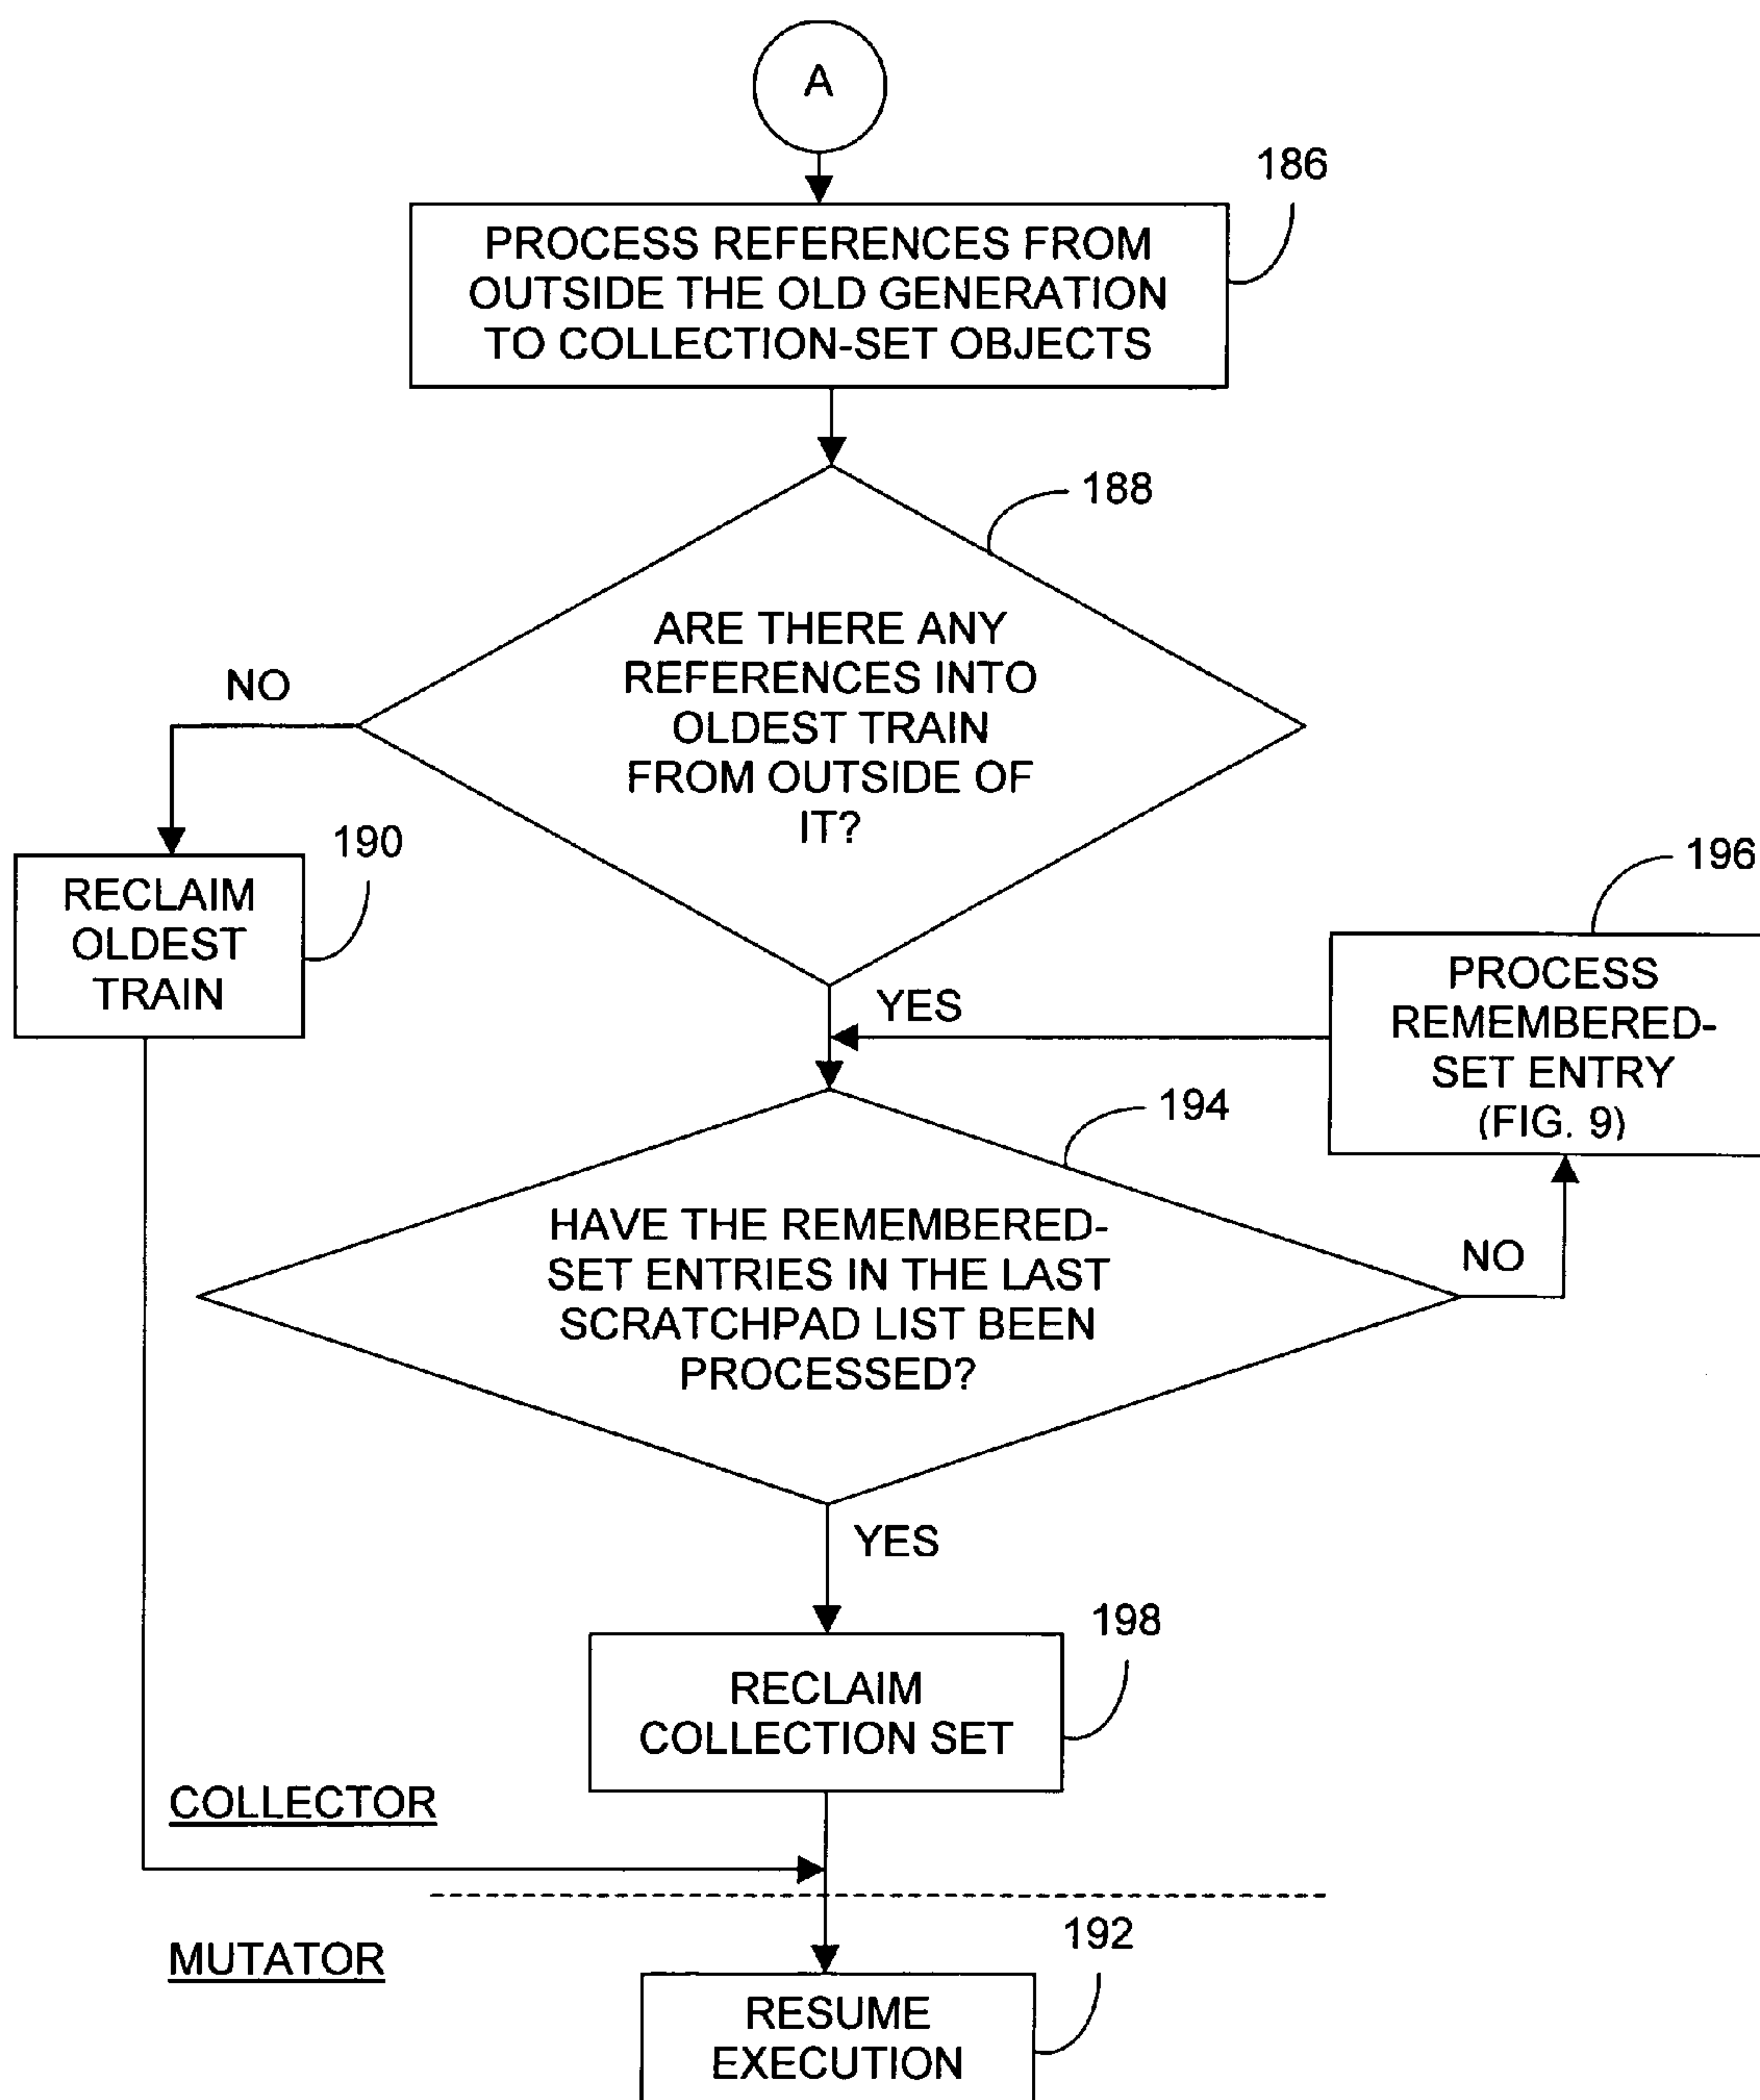 A
186
PROCESS REFERENCES FROM
OUTSIDE THE OLD GENERATION
TO COLLECTION-SET OBJECTS
188
ARE THERE ANY
REFERENCES INTO
OLDEST TRAIN
FROM OUTSIDE OF
IT?
NO
190
RECLAIM
OLDEST
TRAIN
YES
196
PROCESS
REMEMBERED-
SET ENTRY
(FIG. 9)
194
HAVE THE REMEMBERED-
SET ENTRIES IN THE LAST
SCRATCHPAD LIST BEEN
PROCESSED?
NO
YES
198
RECLAIM
COLLECTION SET
COLLECTOR
MUTATOR
192
RESUME
EXECUTION